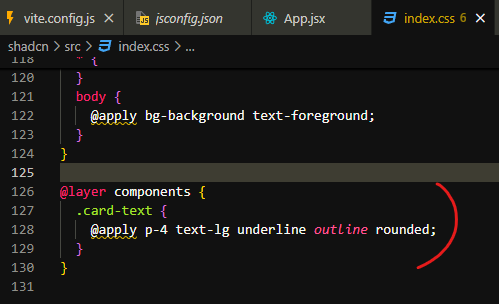 vite.config.js
jsconfig.json
App.jsx
index.css 6
shadcn > src > index.css > ...
118 * {
120 }
121 body {
122 @apply bg-background text-foreground;
123 }
124 }
125
126 @layer components {
127 .card-text {
128 @apply p-4 text-lg underline outline rounded;
129 }
130 }
131